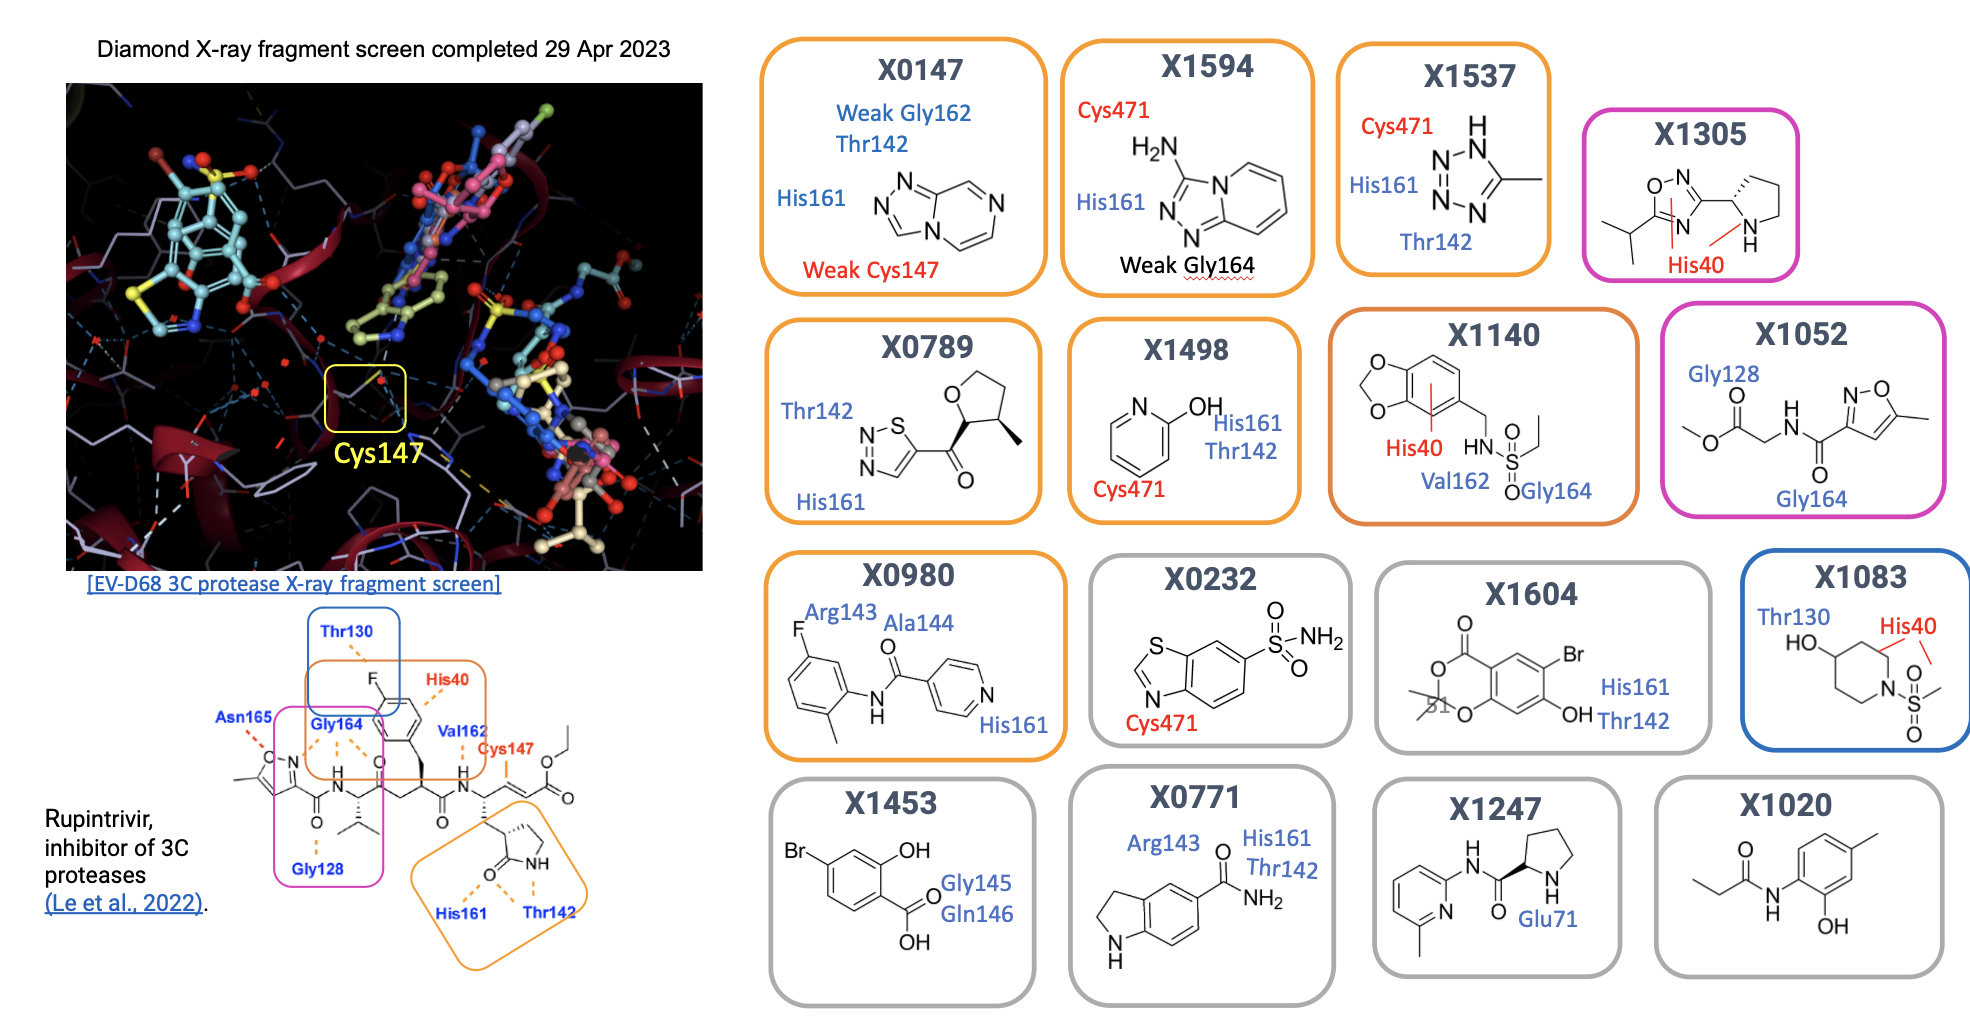 Diamond X-ray fragment screen completed 29 Apr 2023
Cys147
[EV-D68 3C protease X-ray fragment screen]
Thr130
F
His40
Asn165
Gly164
Val162
Cys147
O
N
O
H
N
H
N
O
O
O
O
Gly128
O
NH
His161
Thr142
Rupintrivir,
inhibitor of 3C
proteases
(Le et al., 2022).
X0147
Weak Gly162
Thr142
His161
N
N
N
N
Weak Cys147
X1594
Cys471
H₂N
His161
N
N
N
Weak Gly164
X1537
Cys471
H
N
N
N
N
His161
Thr142
X1305
O
N
N
N
H
His40
X0789
Thr142
O
S
N
N
O
His161
X1498
N
OH
His161
Thr142
Cys471
X1140
O
O
His40
HN
O
S
O
Val162
Gly164
X1052
Gly128
O
O
H
N
N
O
O
Gly164
X0980
Arg143
Ala144
F
O
N
H
N
His161
X0232
O
S
NH₂
O
S
N
Cys471
X1604
O
O
Br
51
O
OH
His161
Thr142
X1083
Thr130
His40
HO
N
O
S
O
X1453
Br
OH
O
OH
Gly145
Gln146
X0771
Arg143
His161
Thr142
O
NH₂
N
H
X1247
H
N
N
O
N
H
Glu71
X1020
O
N
H
OH